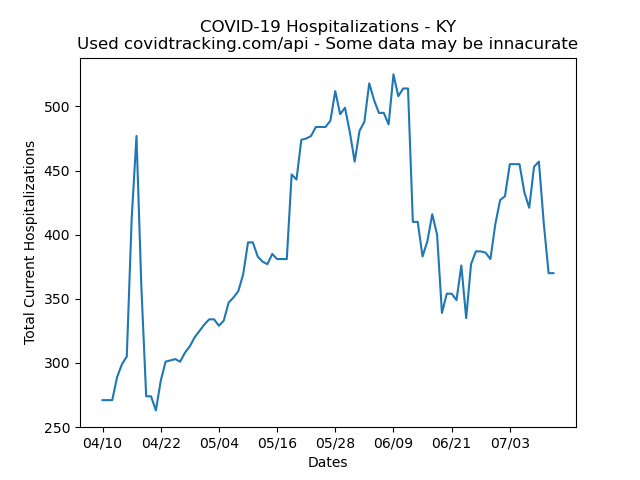 COVID-19 Hospitalizations - KY
Used covidtracking.com/api - Some data may be innacurate
Total Current Hospitalizations
500
450
400
350
300
250
04/10 04/22 05/04 05/16 05/28 06/09 06/21 07/03
Dates